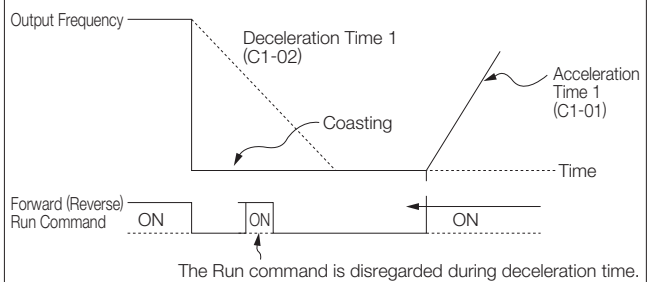 Output Frequency
Deceleration Time 1
(C1-02)
Acceleration
Time 1
(C1-01)
Coasting
Time
Forward (Reverse)
Run Command
ON
ON
ON
The Run command is disregarded during deceleration time.